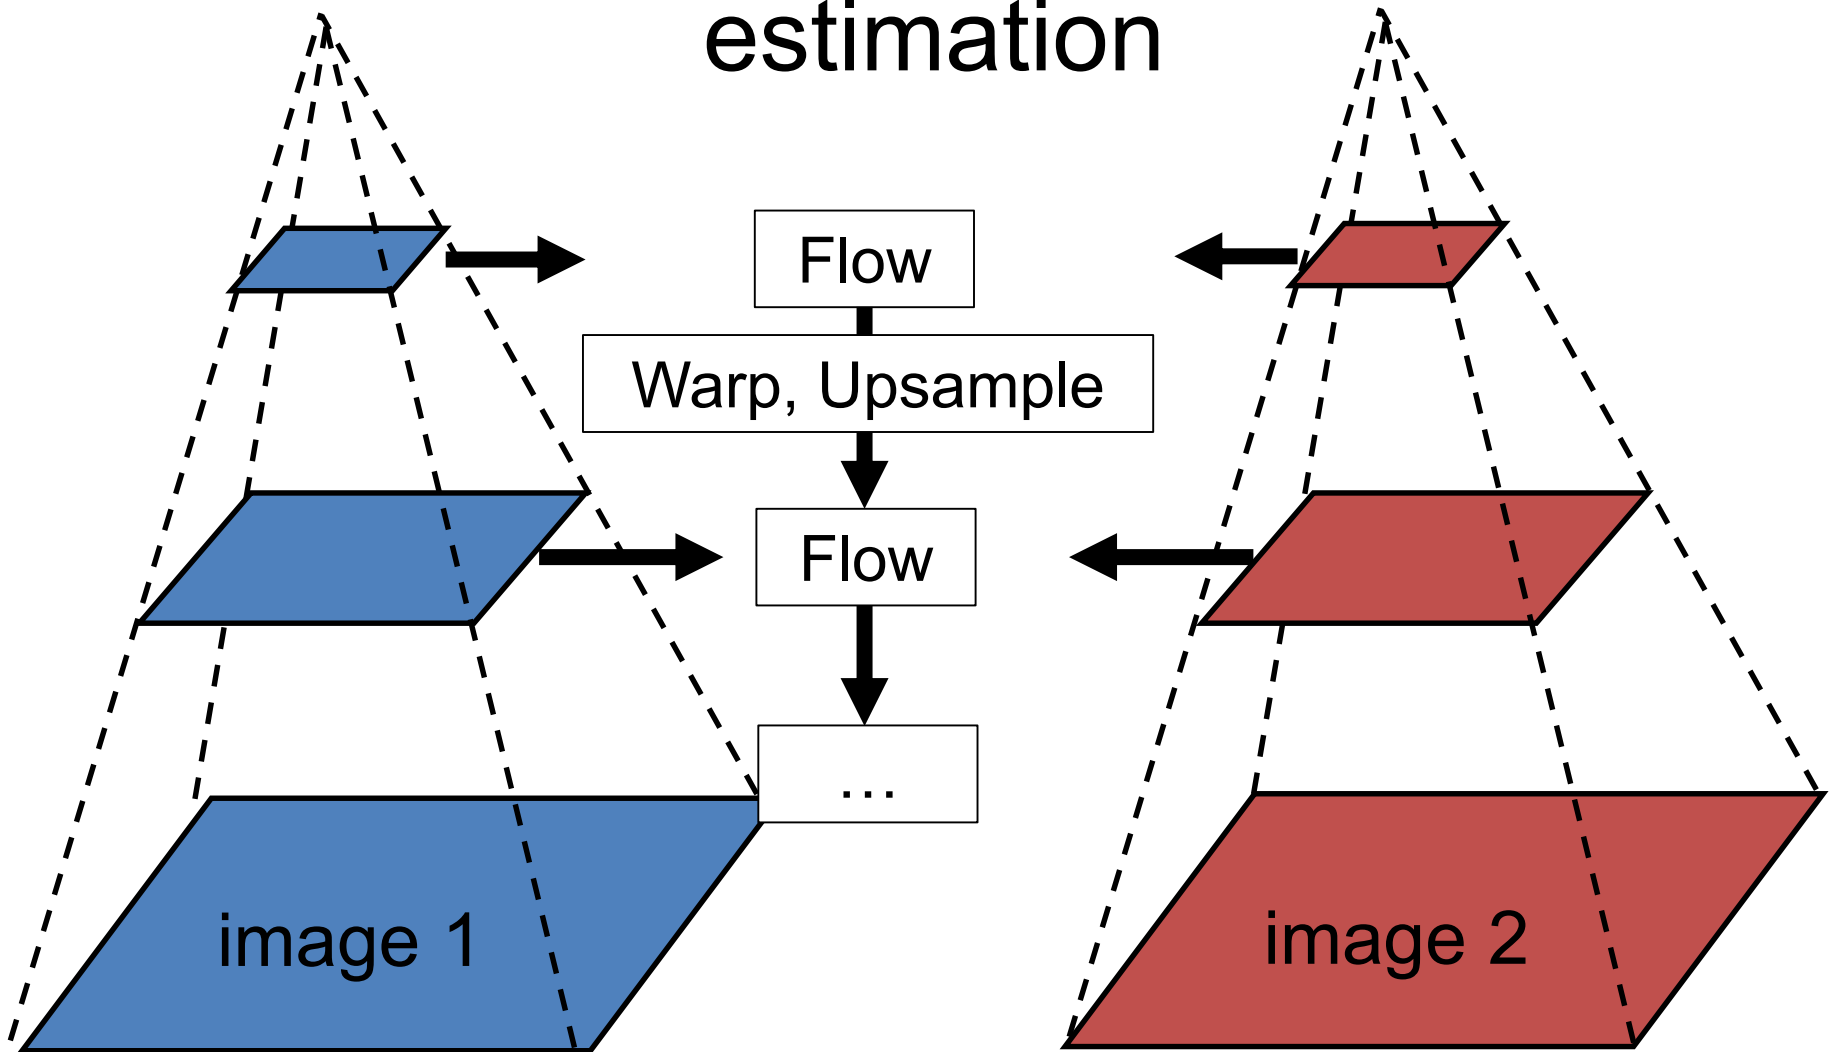 estimation
Flow
Warp, Upsample
Flow
...
image 1
image 2